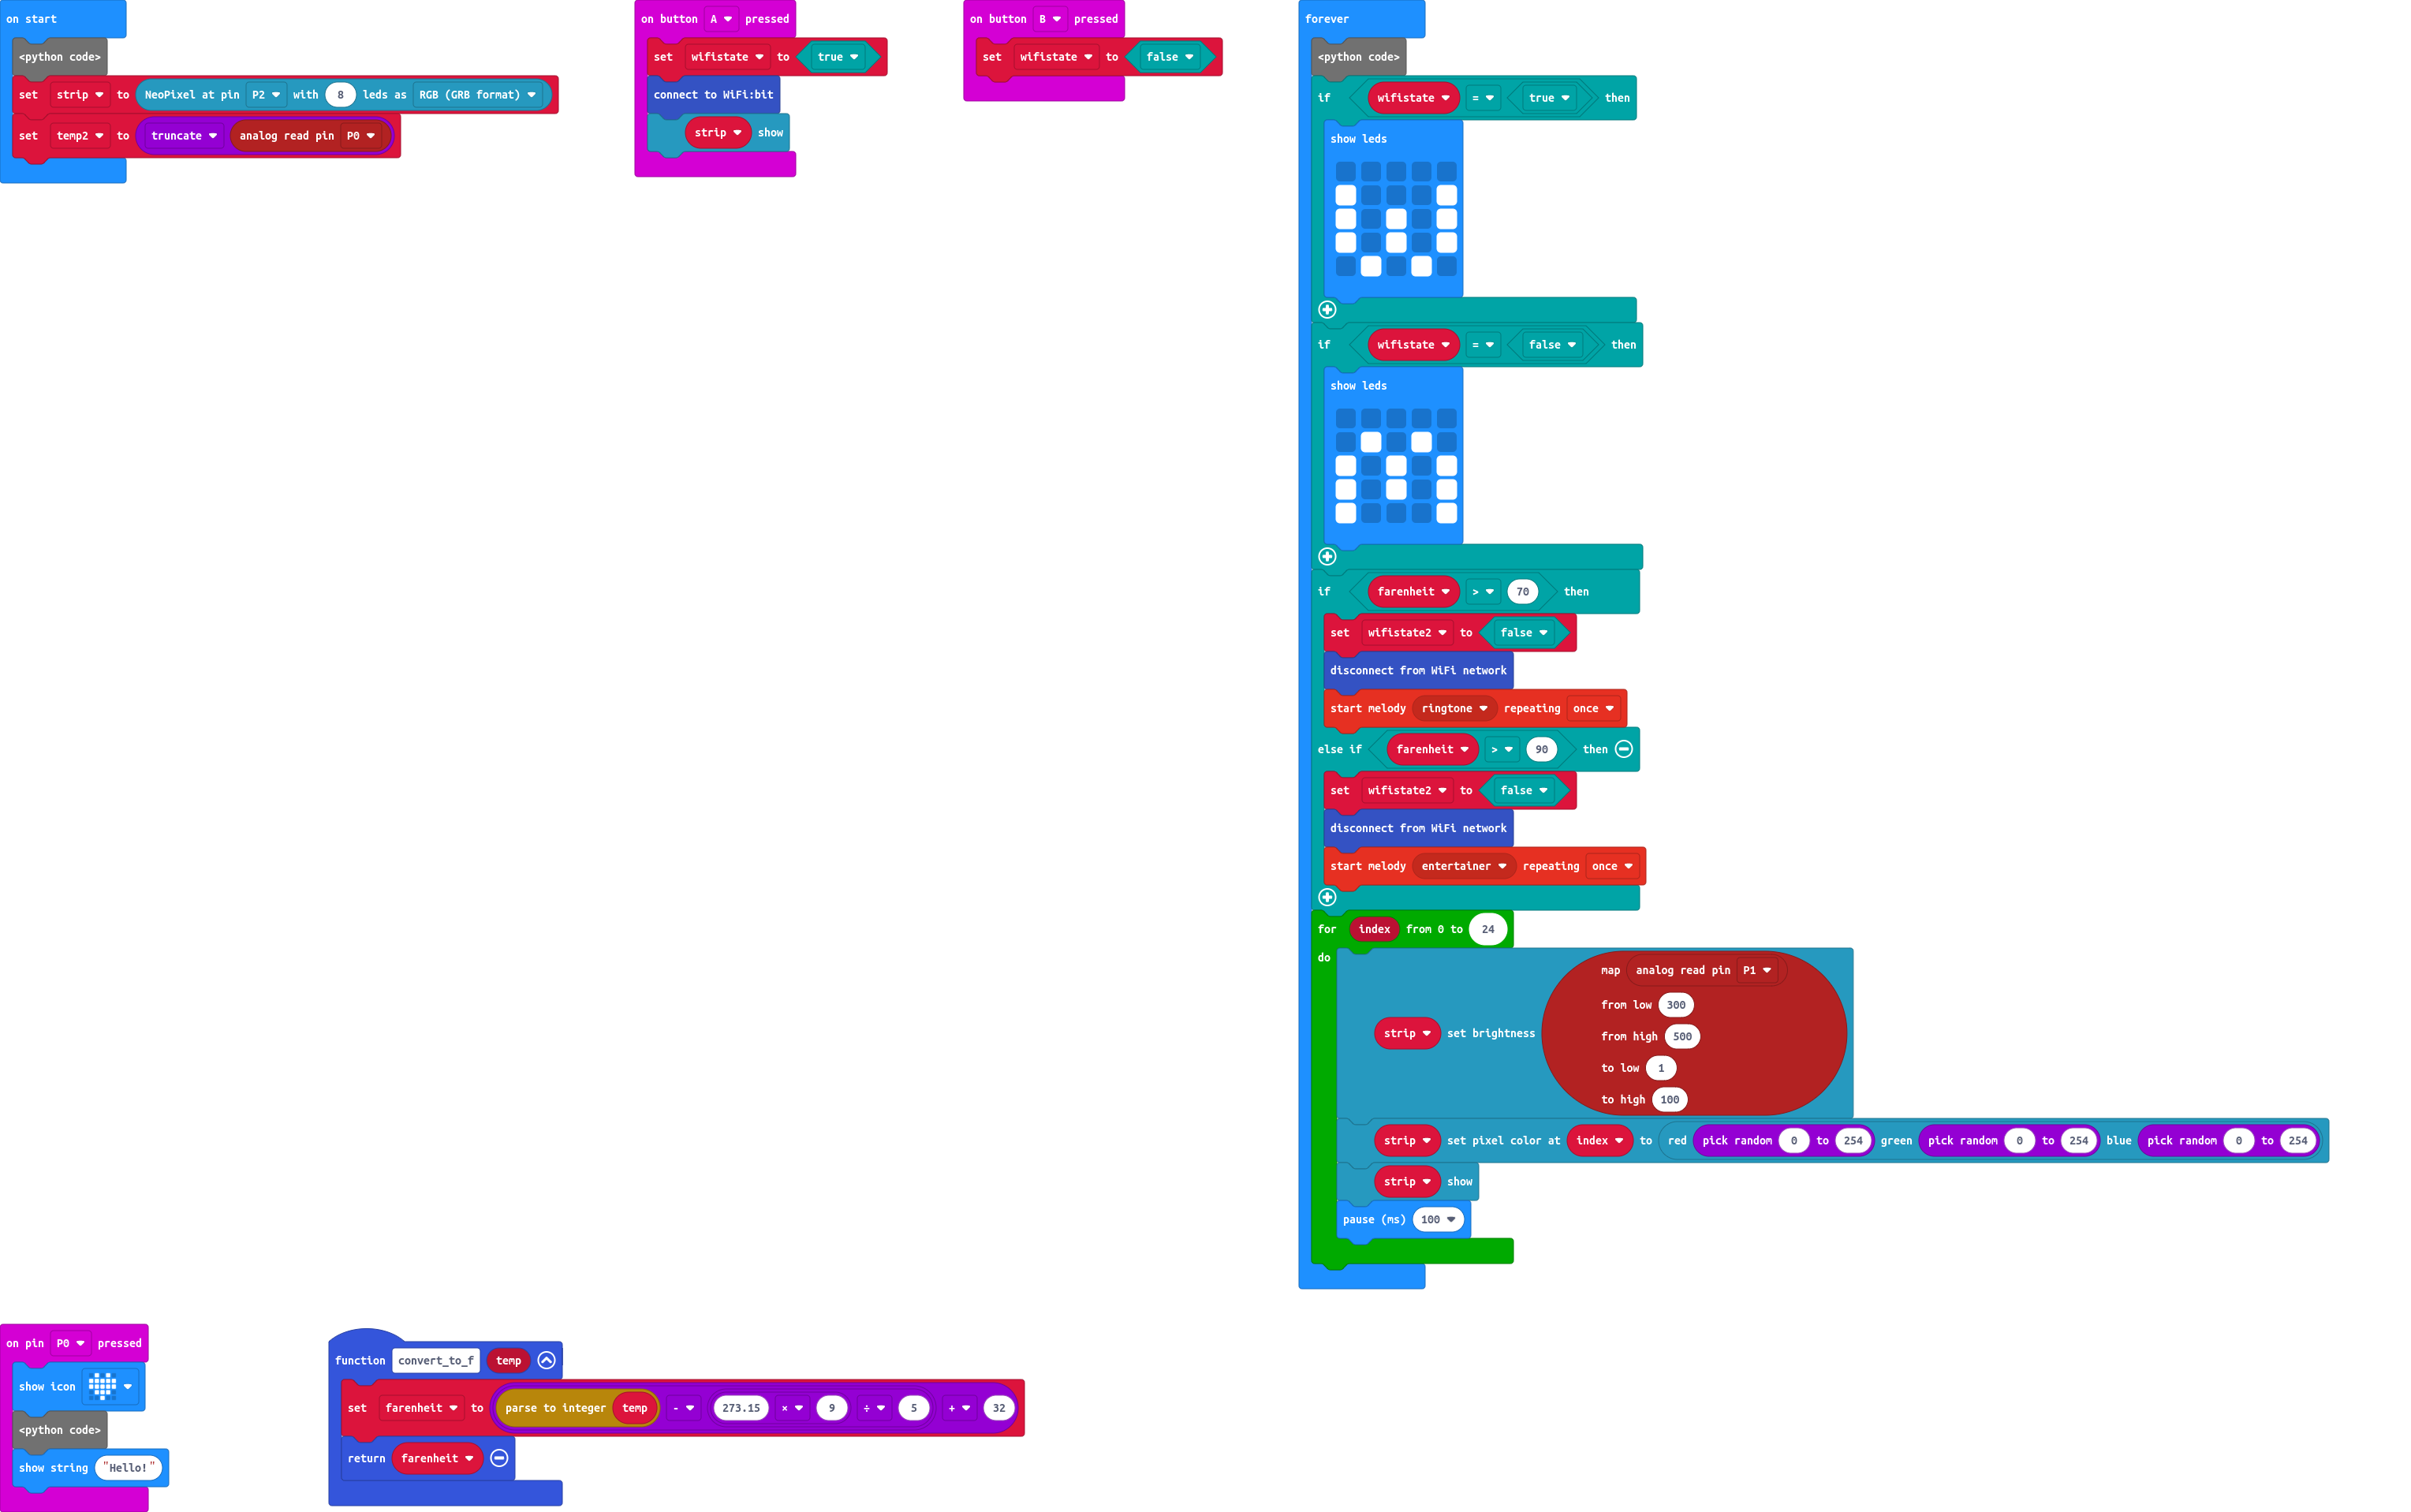 on start
<python code>
set strip to NeoPixel at pin P2 with 8 leds as RGB (GRB format)
set temp2 to truncate analog read pin P0
on button A pressed
set wifistate to true
connect to WiFi:bit
strip show
on button B pressed
set wifistate to false
forever
<python code>
if wifistate = true then
show leds
if wifistate = false then
show leds
if farenheit > 70 then
set wifistate2 to false
disconnect from WiFi network
start melody ringtone repeating once
else if farenheit > 90 then
set wifistate2 to false
disconnect from WiFi network
start melody entertainer repeating once
for index from 0 to 24
do
map analog read pin P1
from low 300
strip set brightness
from high 500
to low 1
to high 100
strip set pixel color at index to red pick random 0 to 254 green pick random 0 to 254 blue pick random 0 to 254
strip show
pause (ms) 100
on pin P0 pressed
show icon
<python code>
show string "Hello!"
function convert_to_f temp
set farenheit to parse to integer temp - 273.15 × 9 ÷ 5 + 32
return farenheit